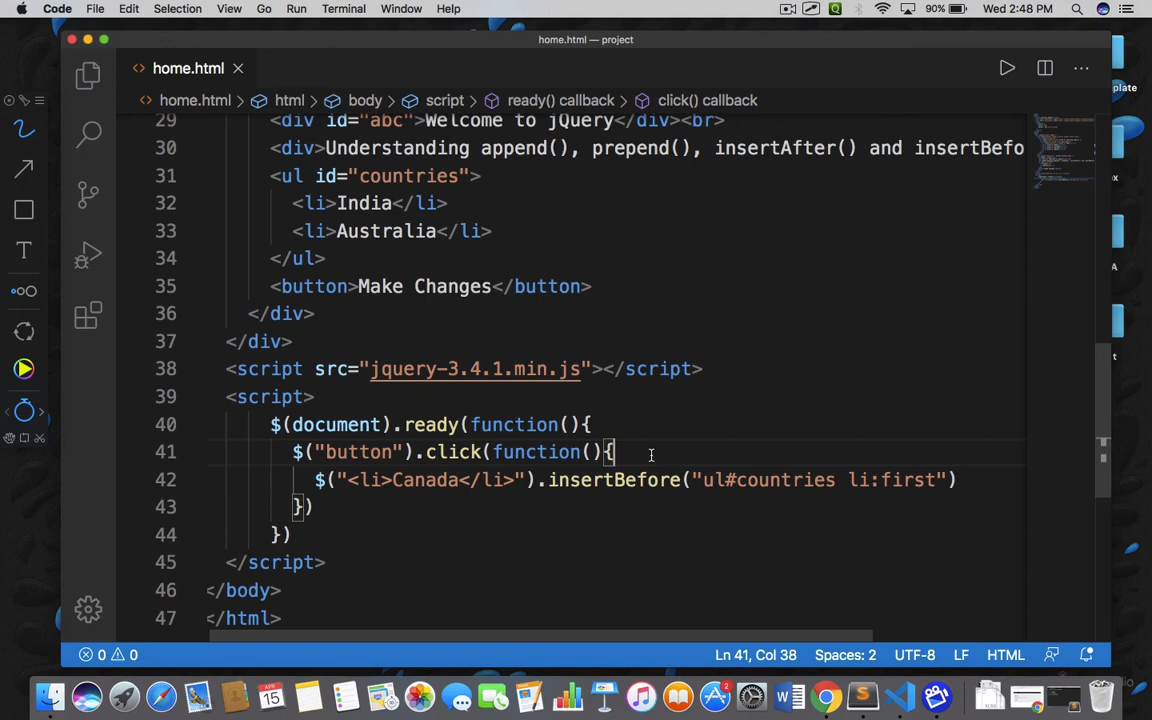 Code File Edit Selection View Go Run Terminal Window Help 90% Wed 2:48 PM
home.html — project
home.html
home.html > html > body > script > ready() callback > click() callback
29 <div id="abc">Welcome to jQuery</div><br>
30 <div>Understanding append(), prepend(), insertAfter() and insertBefo
31 <ul id="countries">
32 <li>India</li>
33 <li>Australia</li>
34 </ul>
35 <button>Make Changes</button>
36 </div>
37 </div>
38 <script src="jquery-3.4.1.min.js"></script>
39 <script>
40 $(document).ready(function(){
41 $("button").click(function(){
42 $("<li>Canada</li>").insertBefore("ul#countries li:first")
43 })
44 })
45 </script>
46 </body>
47 </html>
0 0 Ln 41, Col 38 Spaces: 2 UTF-8 LF HTML
plate
ox
A
t
T
APR
15
2